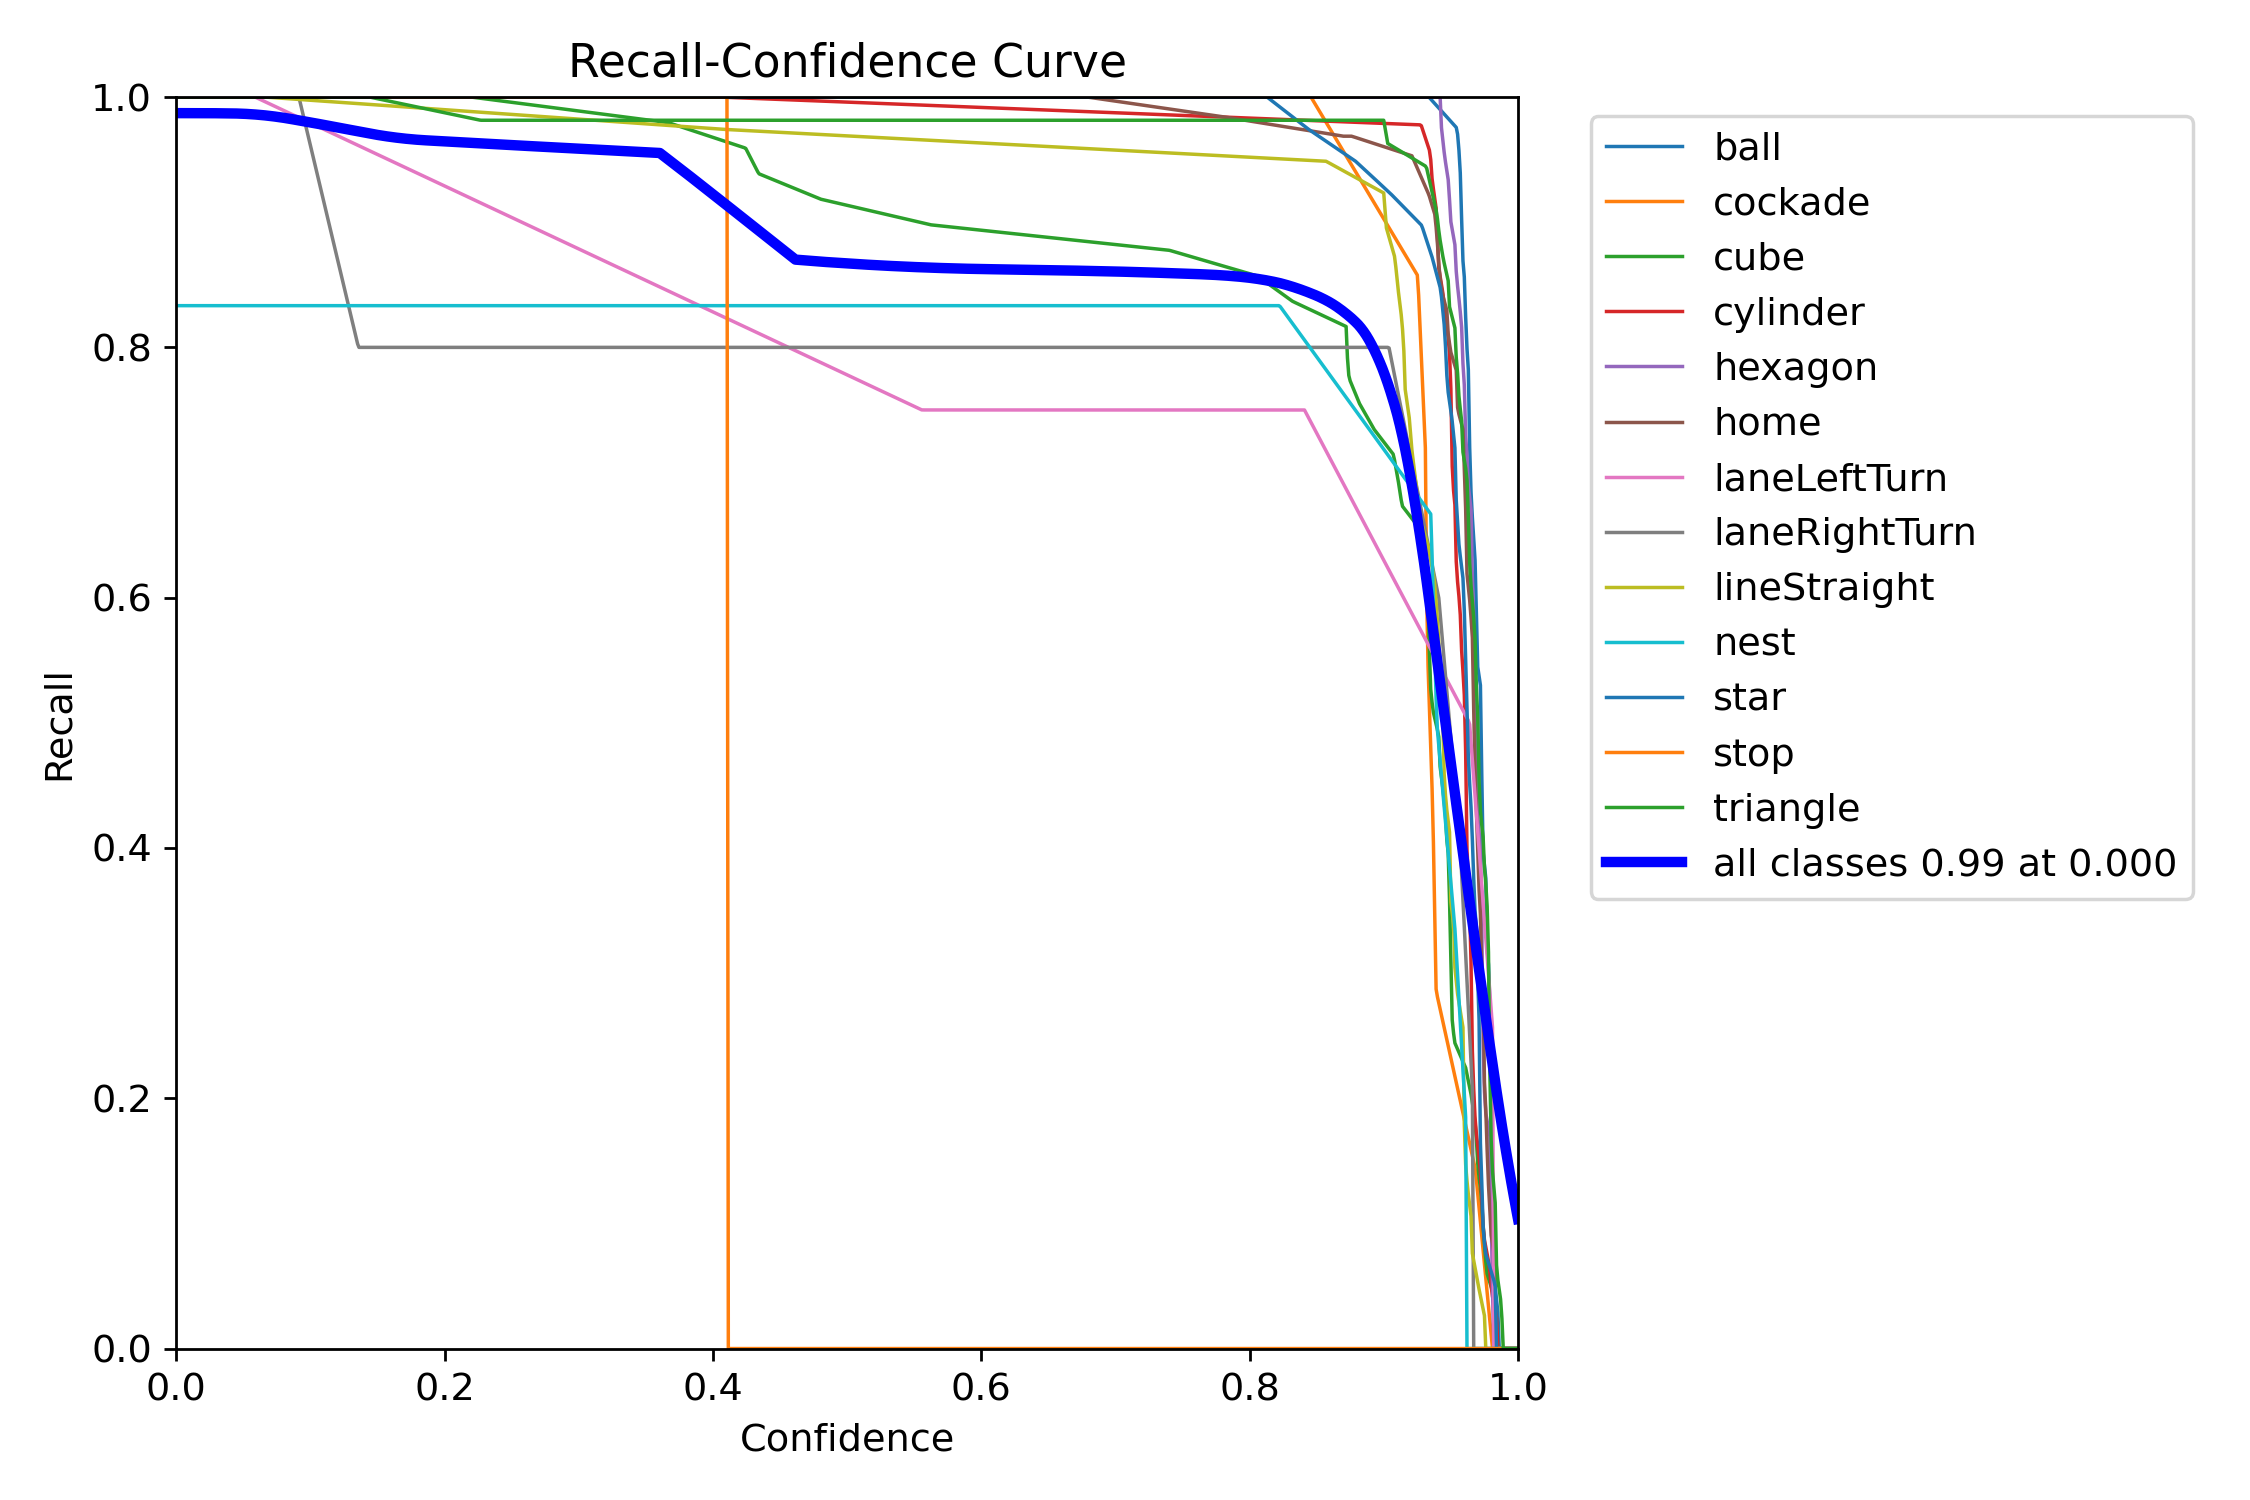 Recall-Confidence Curve
1.0
0.8
0.6
0.4
0.2
0.0
Recall
0.0 0.2 0.4 0.6 0.8 1.0
Confidence
ball
cockade
cube
cylinder
hexagon
home
laneLeftTurn
laneRightTurn
lineStraight
nest
star
stop
triangle
all classes 0.99 at 0.000